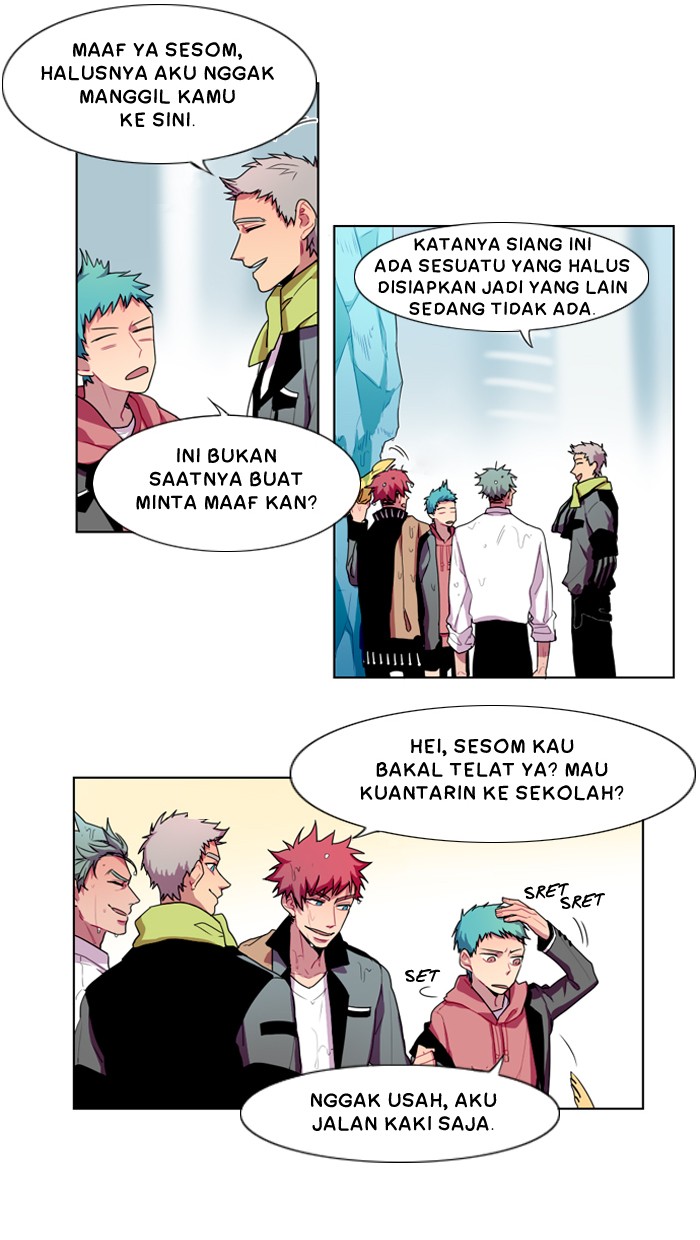 MAAF YA SESOM,
HALUSNYA AKU NGGAK
MANGGIL KAMU
KE SINI.
KATANYA SIANG INI
ADA SESUATU YANG HALUS
DISIAPKAN JADI YANG LAIN
SEDANG TIDAK ADA.
INI BUKAN
SAATNYA BUAT
MINTA MAAF KAN?
HEI, SESOM KAU
BAKAL TELAT YA? MAU
KUANTARIN KE SEKOLAH?
SRET
SRET
SET
NGGAK USAH, AKU
JALAN KAKI SAJA.